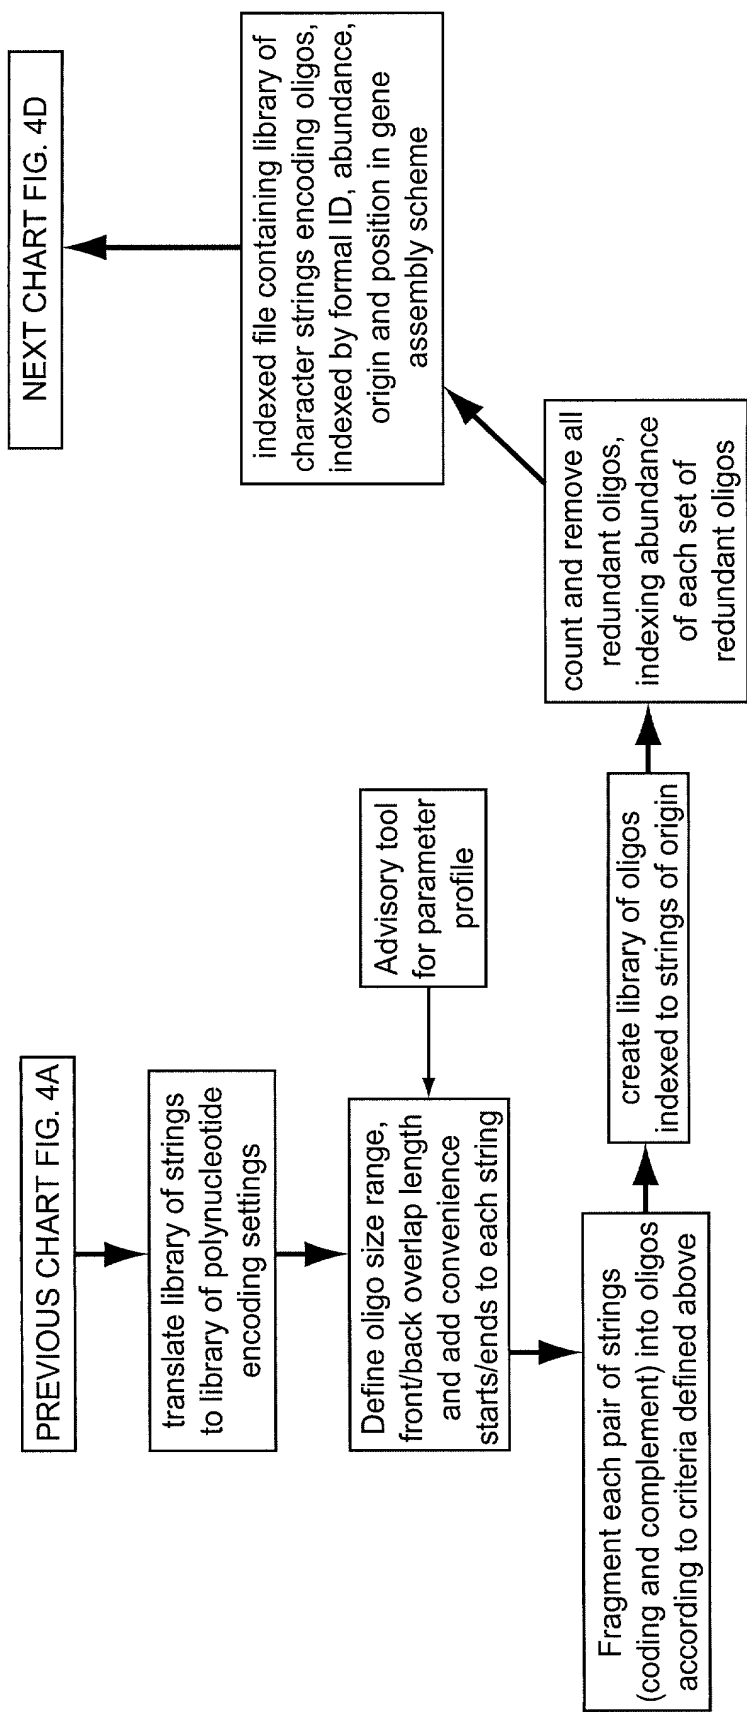 PREVIOUS CHART FIG. 4A
translate library of strings
to library of polynucleotide
encoding settings
Define oligo size range,
front/back overlap length
and add convenience
starts/ends to each string
Advisory tool
for parameter
profile
Fragment each pair of strings
(coding and complement) into oligos
according to criteria defined above
create library of oligos
indexed to strings of origin
count and remove all
redundant oligos,
indexing abundance
of each set of
redundant oligos
indexed file containing library of
character strings encoding oligos,
indexed by formal ID, abundance,
origin and position in gene
assembly scheme
NEXT CHART FIG. 4D